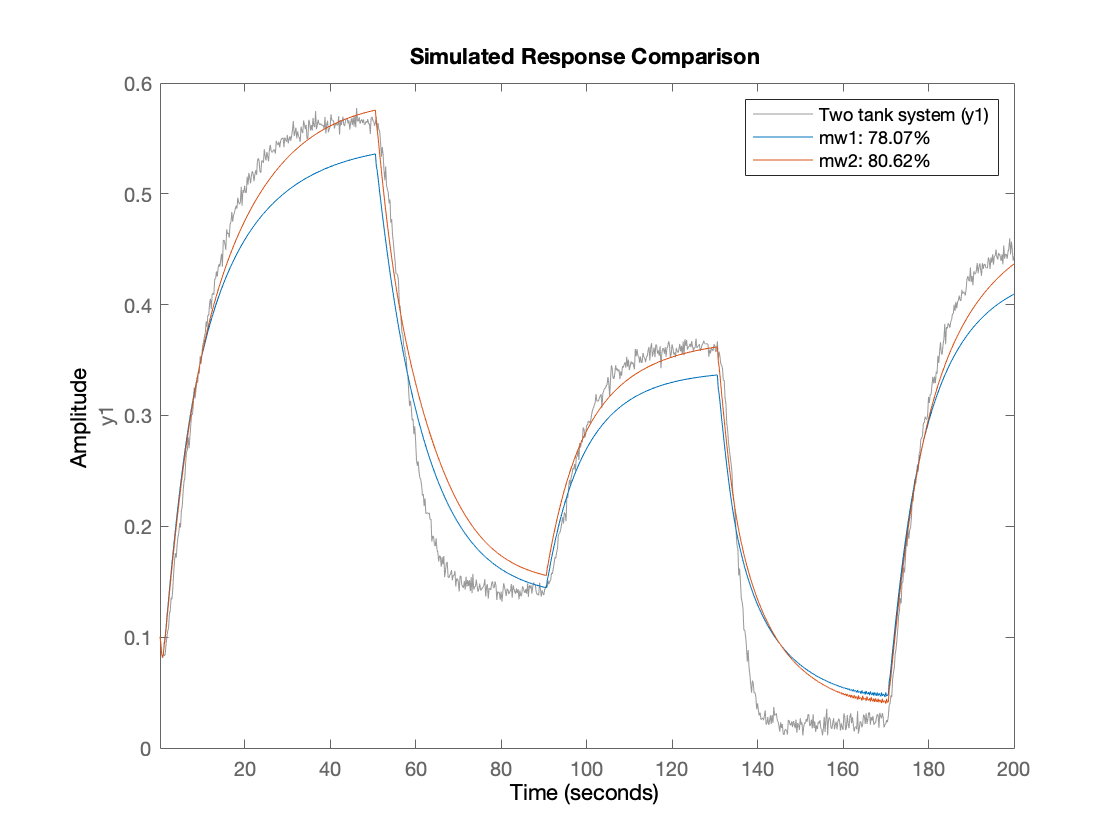 Simulated Response Comparison
Two tank system (y1)
mw1: 78.07%
mw2: 80.62%
0.6
0.5
0.4
0.3
0.2
0.1
0
Amplitude
y1
20 40 60 80 100 120 140 160 180 200
Time (seconds)